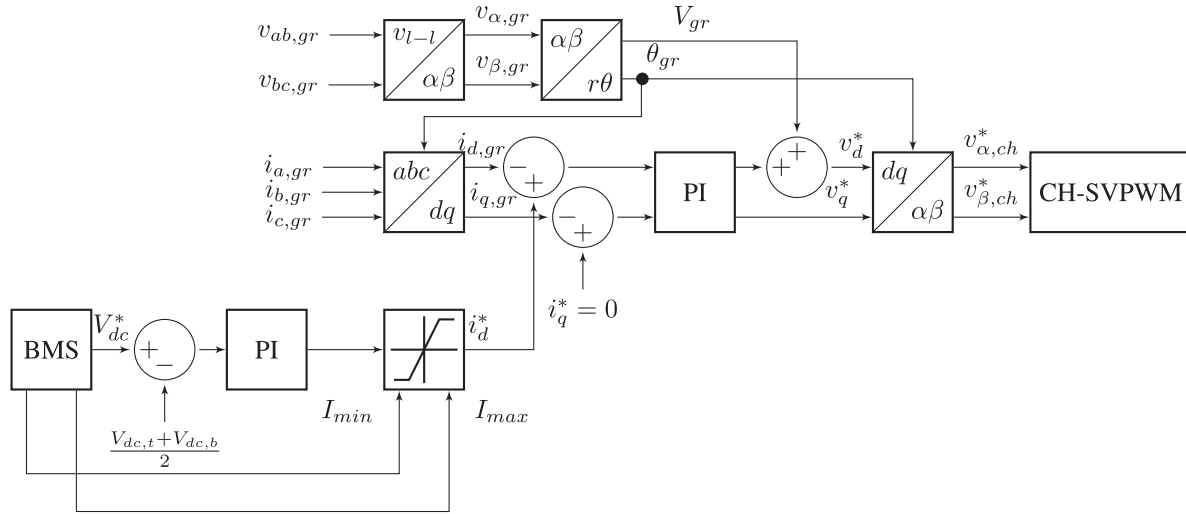 v_{ab,gr} v_{l-l} αβ v_{α,gr} αβ rθ V_{gr}
v_{bc,gr} v_{β,gr} θ_{gr}
i_{a,gr} abc dq i_{d,gr} − + PI + + v_d^* dq αβ v_{α,ch}^* CH-SVPWM
i_{b,gr} i_{q,gr} − + v_q^* v_{β,ch}^*
i_{c,gr}
i_q^* = 0
BMS V_{dc}^* + − PI i_d^*
I_{min} I_{max}
\frac{V_{dc,t}+V_{dc,b}}{2}